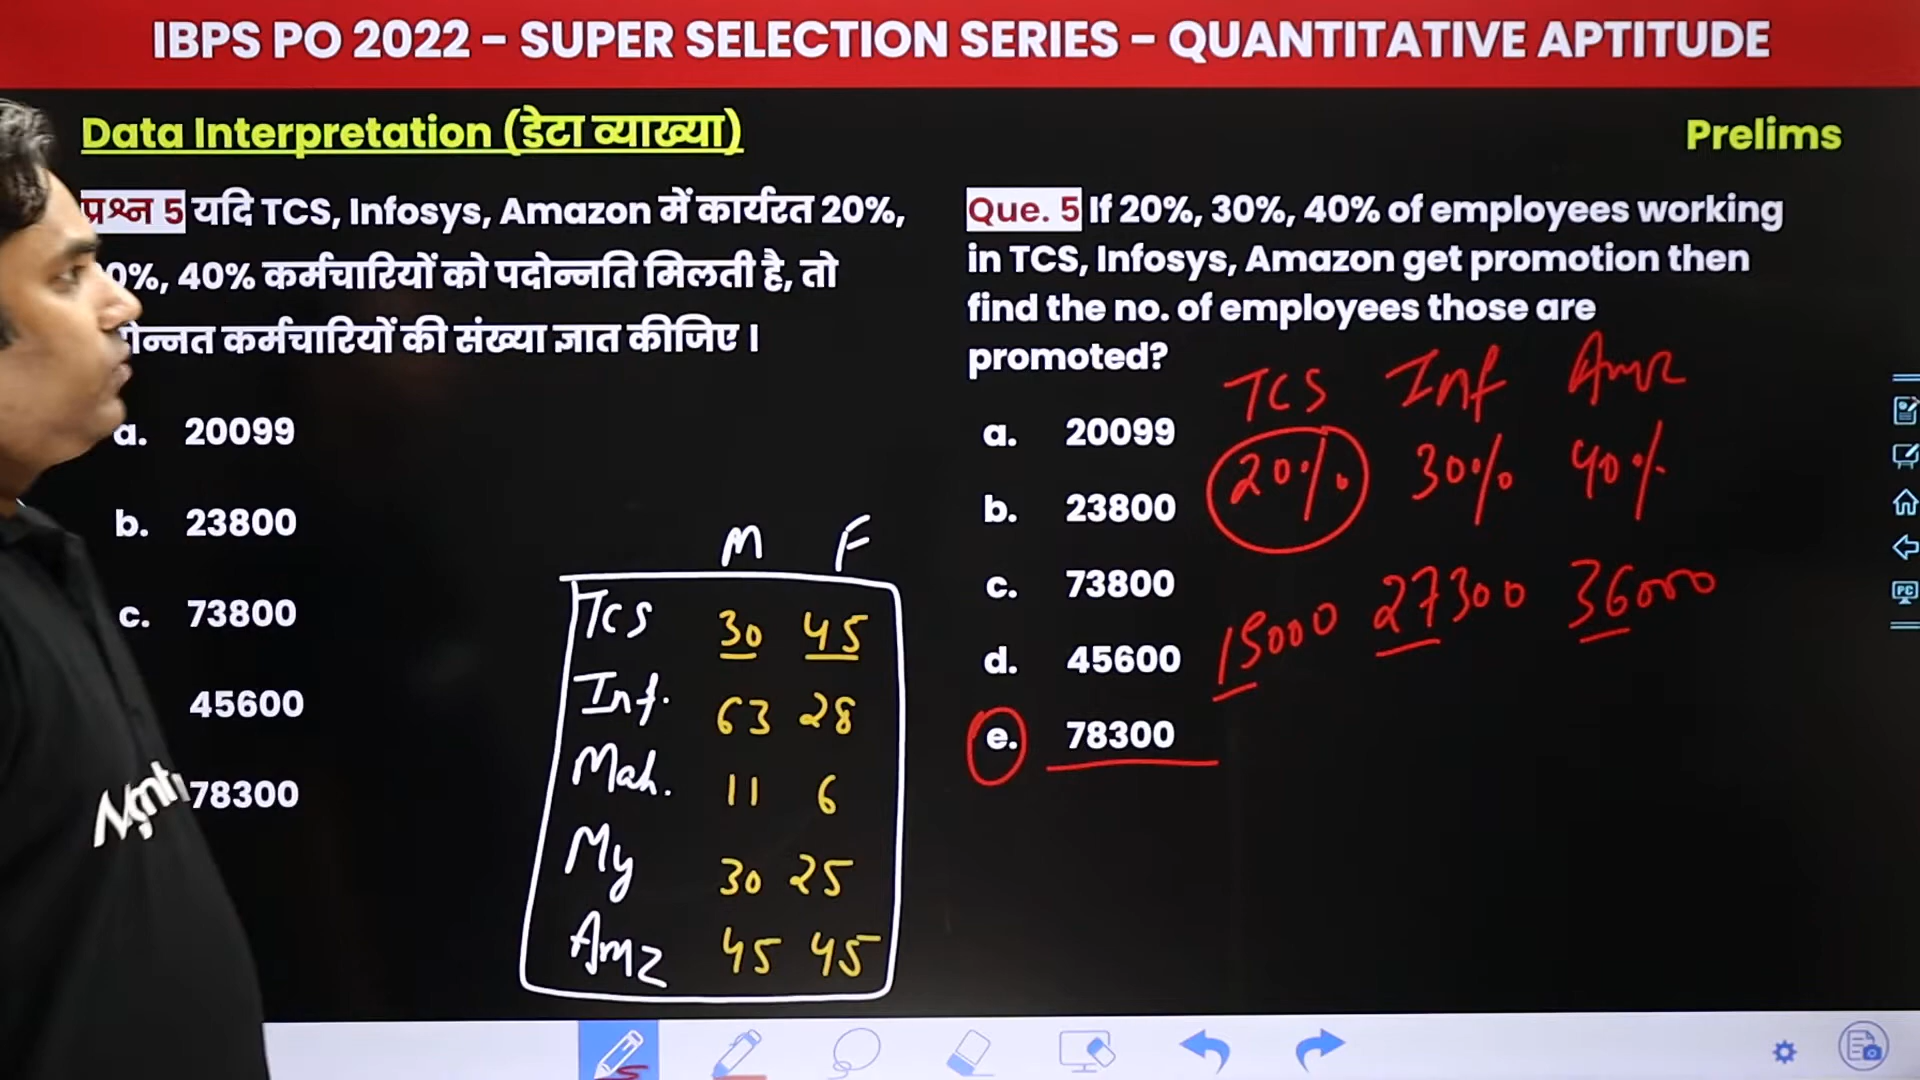 IBPS PO 2022 - SUPER SELECTION SERIES - QUANTITATIVE APTITUDE
Data Interpretation (डेटा व्याख्या)
Prelims
प्रश्न 5 यदि TCS, Infosys, Amazon में कार्यरत 20%,
0%, 40% कर्मचारियों को पदोन्नति मिलती है, तो
ोन्नत कर्मचारियों की संख्या ज्ञात कीजिए ।
a. 20099
b. 23800
c. 73800
45600
78300
M F
TCS 30 45
Inf. 63 28
Mah. 11 6
My 30 25
Amz 45 45
Que. 5 If 20%, 30%, 40% of employees working
in TCS, Infosys, Amazon get promotion then
find the no. of employees those are
promoted?
a. 20099
b. 23800
c. 73800
d. 45600
e. 78300
TCS Inf Amz
20% 30% 40%
15000 27300 36000
PC